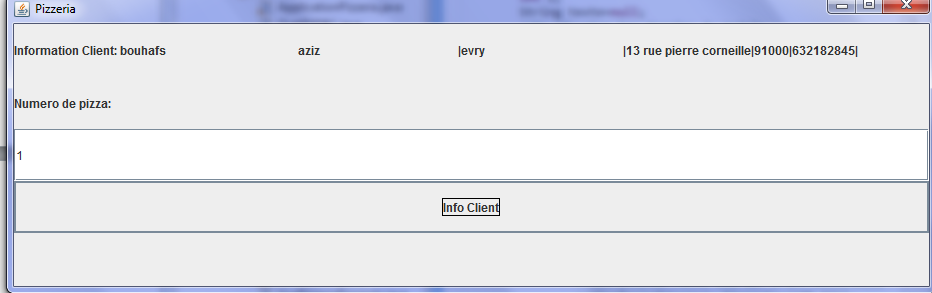 Pizzeria
Information Client: bouhafs aziz |evry |13 rue pierre corneille|91000|632182845|
Numero de pizza:
1
Info Client